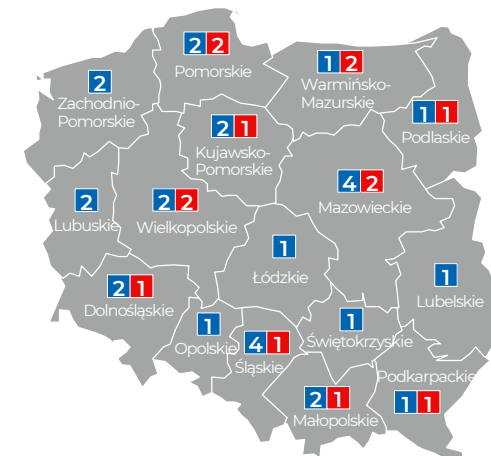 2 2
Pomorskie
1 2
Warmińsko-
Mazurskie
2
Zachodnio-
Pomorskie
2 1
Kujawsko-
Pomorskie
1 1
Podlaskie
4 2
Mazowieckie
2
Lubuskie
2 2
Wielkopolskie
1
Łódzkie
1
Lubelskie
2 1
Dolnośląskie
1
Opolskie
4 1
Śląskie
1
Świętokrzyskie
2 1
Małopolskie
Podkarpackie
1 1